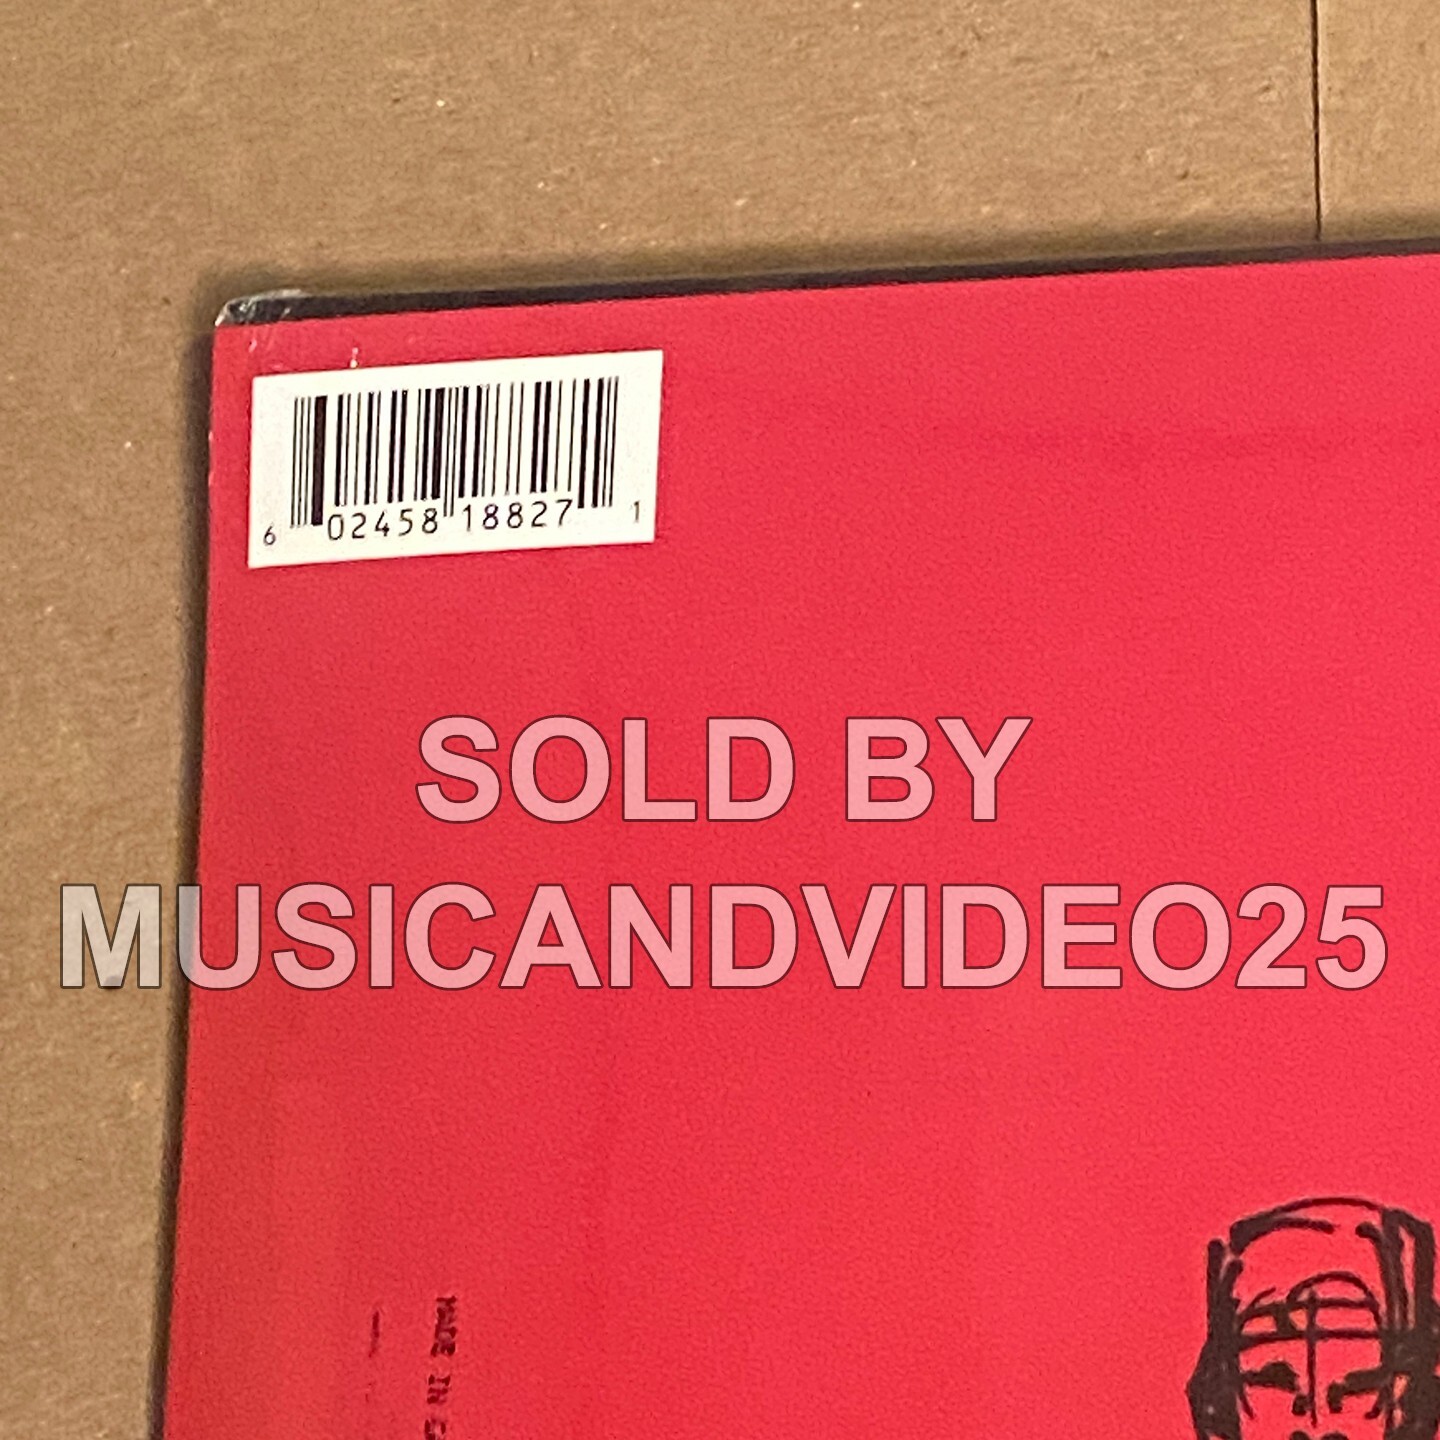 6 02458 18827 1
SOLD BY
MUSICANDVIDEO25
MADE IN